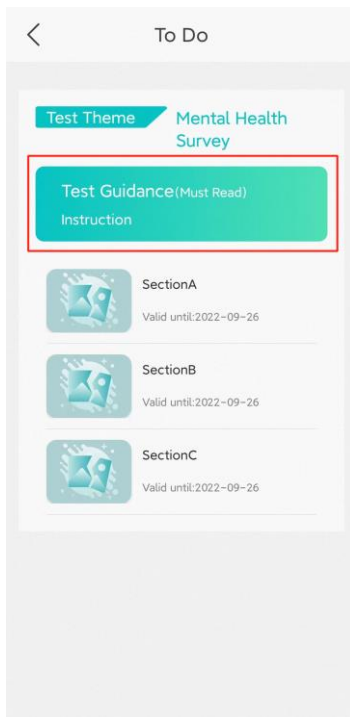 To Do
Test Theme
Mental Health
Survey
Test Guidance(Must Read)
Instruction
SectionA
Valid until:2022-09-26
SectionB
Valid until:2022-09-26
SectionC
Valid until:2022-09-26